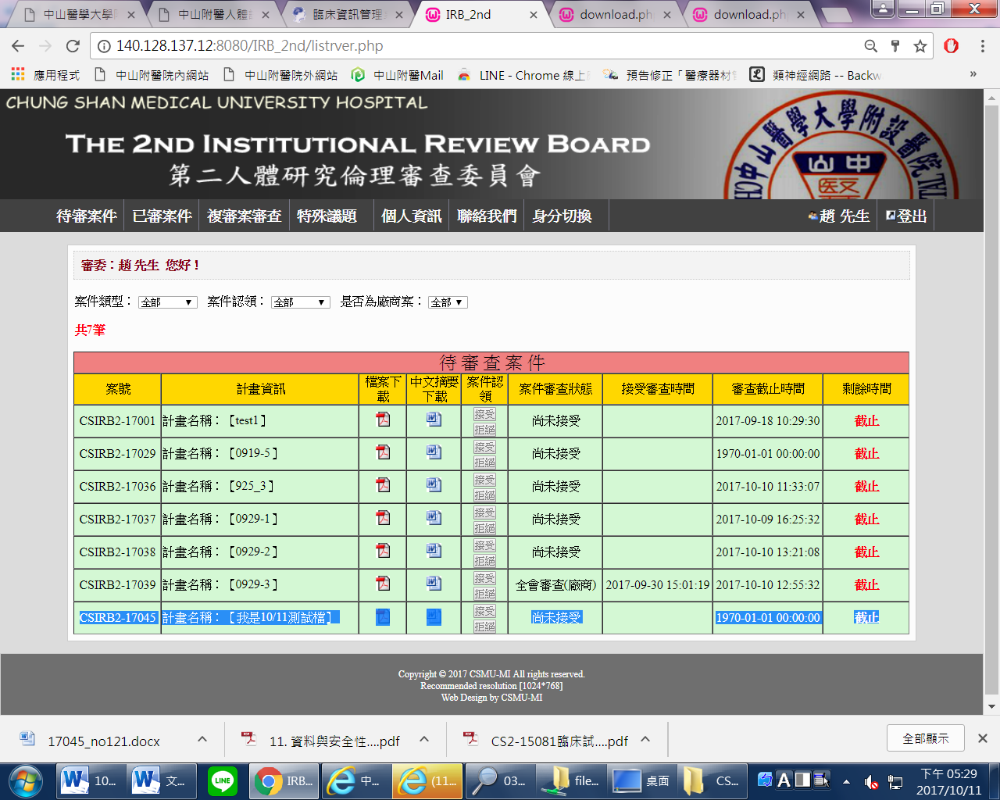 中山醫學大學
中山附醫人體
臨床資訊管理
IRB_2nd
download.ph
download.ph
140.128.137.12:8080/IRB_2nd/listrver.php
應用程式
中山附醫院內網站
中山附醫院外網站
中山附醫Mail
LINE - Chrome 線上
預告修正「醫療器材
類神經網路 -- Backw
»
CHUNG SHAN MEDICAL UNIVERSITY HOSPITAL
THE 2ND INSTITUTIONAL REVIEW BOARD
第二人體研究倫理審查委員會
中山醫學大學附設醫院
中山
醫
待審案件 已審案件 複審案審查 特殊議題 個人資訊 聯絡我們 身分切換 趙 先生 登出
審委：趙 先生 您好！
案件類型： 全部 案件認領： 全部 是否為廠商案： 全部
共7筆
待 審 查 案 件
案號 計畫資訊 檔案下載 中文摘要下載 案件認領 案件審查狀態 接受審查時間 審查截止時間 剩餘時間
CSIRB2-17001 計畫名稱：【test1】 接受 拒絕 尚未接受 2017-09-18 10:29:30 截止
CSIRB2-17029 計畫名稱：【0919-5】 接受 拒絕 尚未接受 1970-01-01 00:00:00 截止
CSIRB2-17036 計畫名稱：【925_3】 接受 拒絕 尚未接受 2017-10-10 11:33:07 截止
CSIRB2-17037 計畫名稱：【0929-1】 接受 拒絕 尚未接受 2017-10-09 16:25:32 截止
CSIRB2-17038 計畫名稱：【0929-2】 接受 拒絕 尚未接受 2017-10-10 13:21:08 截止
CSIRB2-17039 計畫名稱：【0929-3】 接受 拒絕 全會審查(廠商) 2017-09-30 15:01:19 2017-10-10 12:55:32 截止
CSIRB2-17045 計畫名稱：【我是10/11測試檔】 接受 拒絕 尚未接受 1970-01-01 00:00:00 截止
Copyright © 2017 CSMU-MI All rights reserved.
Recommended resolution [1024*768]
Web Design by CSMU-MI
17045_no121.docx
11. 資料與安全性....pdf
CS2-15081臨床試....pdf
全部顯示
10...
文...
LINE
IRB...
中...
(11...
03...
file...
桌面
CS...
A
下午 05:29
2017/10/11